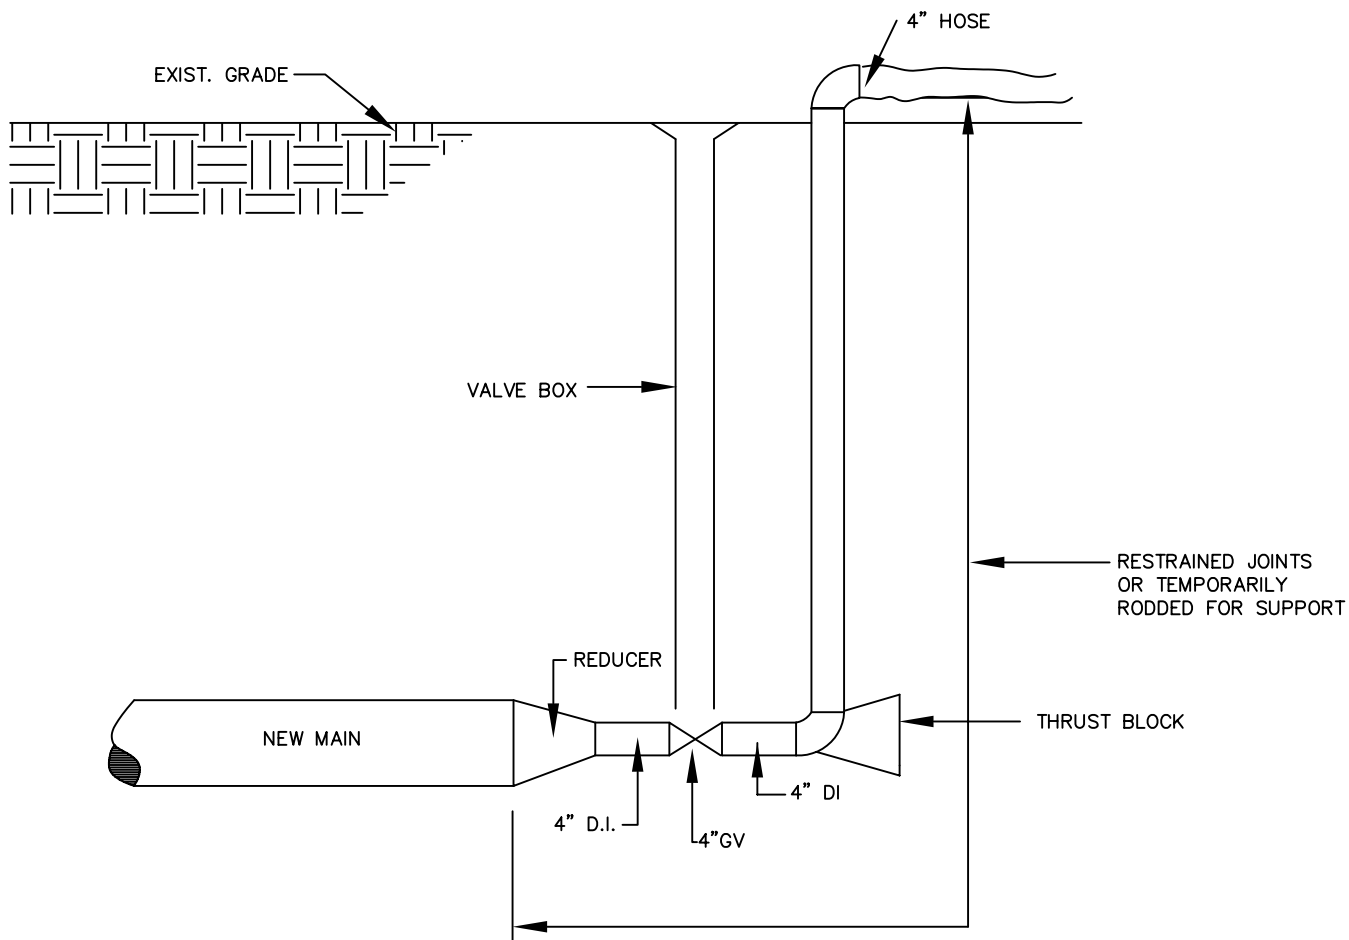 4" HOSE
EXIST. GRADE
VALVE BOX
RESTRAINED JOINTS
OR TEMPORARILY
RODDED FOR SUPPORT
REDUCER
THRUST BLOCK
NEW MAIN
4" DI
4" D.I.
4"GV